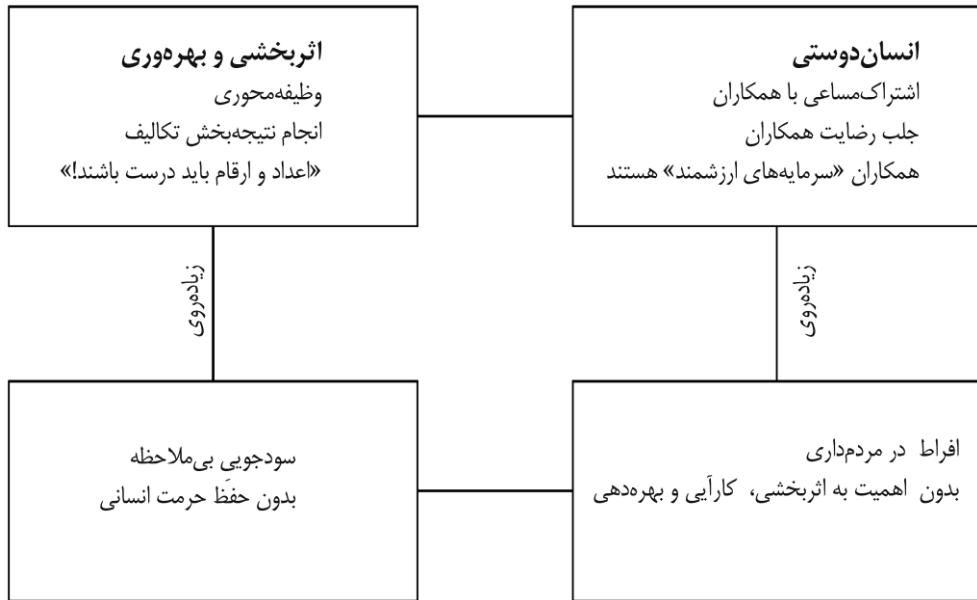 انسان‌دوستی
اشتراک‌مساعی با همکاران
جلب رضایت همکاران
همکاران «سرمایه‌های ارزشمند» هستند
اثربخشی و بهره‌وری
وظیفه‌محوری
انجام نتیجه‌بخش تکالیف
«اعداد و ارقام باید درست باشند!»
زیاده‌روی
زیاده‌روی
افراط در مردم‌داری
بدون اهمیت به اثربخشی، کارآیی و بهره‌دهی
سودجوییِ بی‌ملاحظه
بدون حفظ حرمت انسانی